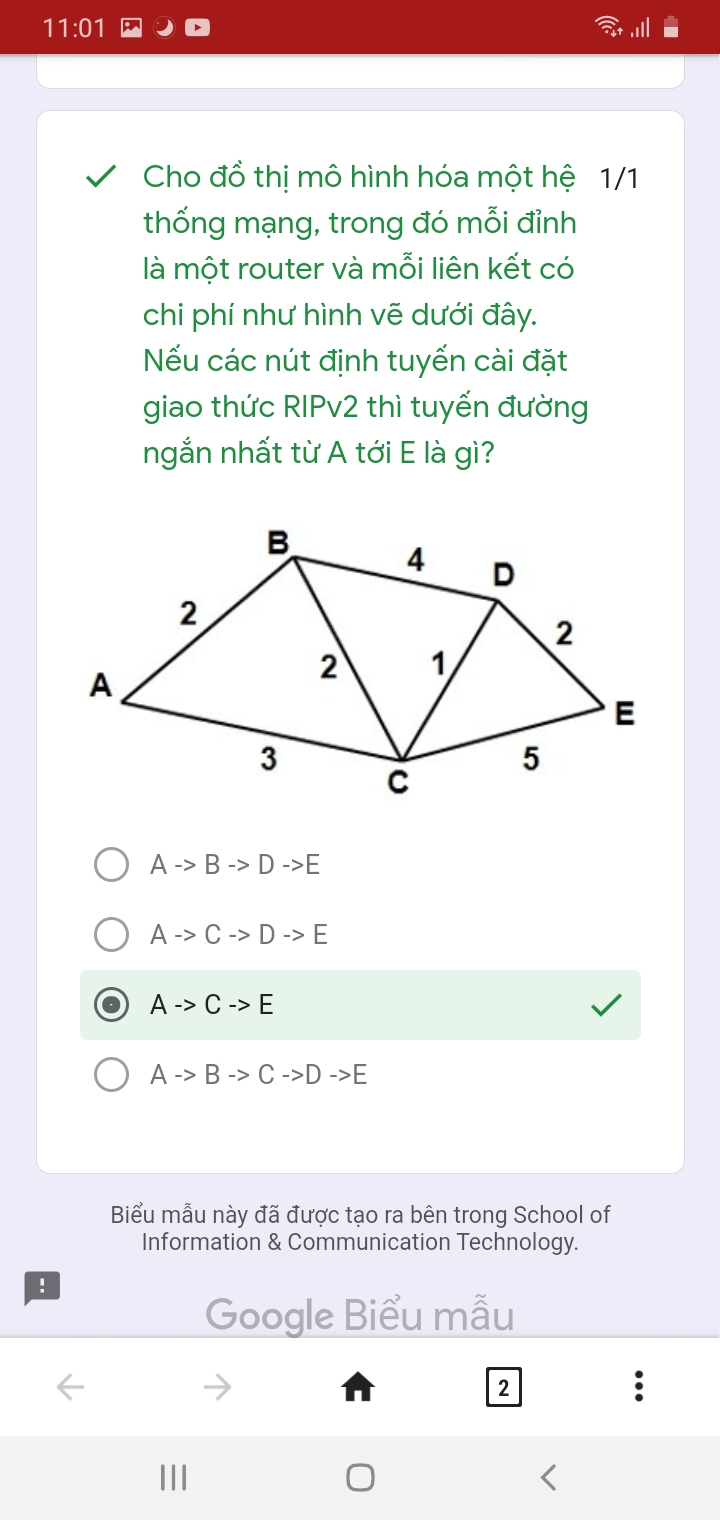 11:01
Cho đồ thị mô hình hóa một hệ 1/1
thống mạng, trong đó mỗi đỉnh
là một router và mỗi liên kết có
chi phí như hình vẽ dưới đây.
Nếu các nút định tuyến cài đặt
giao thức RIPv2 thì tuyến đường
ngắn nhất từ A tới E là gì?
B
4
D
2
2
2
1
A
E
3
5
C
A -> B -> D ->E
A -> C -> D -> E
A -> C -> E
A -> B -> C ->D ->E
Biểu mẫu này đã được tạo ra bên trong School of
Information & Communication Technology.
Google Biểu mẫu
2